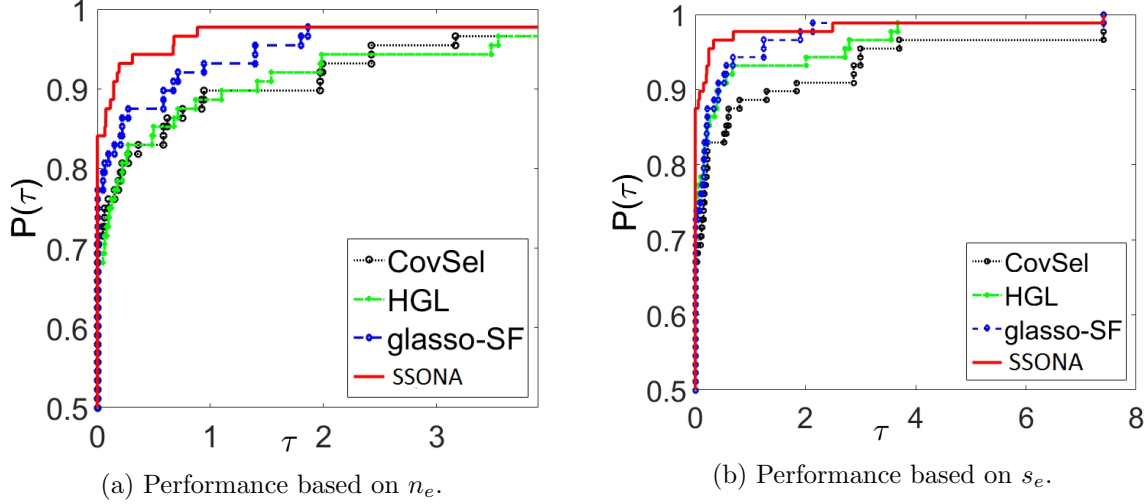 1
0.9
0.8
0.7
0.6
0.5
P(τ)
0
1
2
3
τ
CovSel
HGL
glasso-SF
SSONA
(a) Performance based on nₑ.
1
0.9
0.8
0.7
0.6
0.5
P(τ)
0
2
4
6
8
τ
CovSel
HGL
glasso-SF
SSONA
(b) Performance based on sₑ.